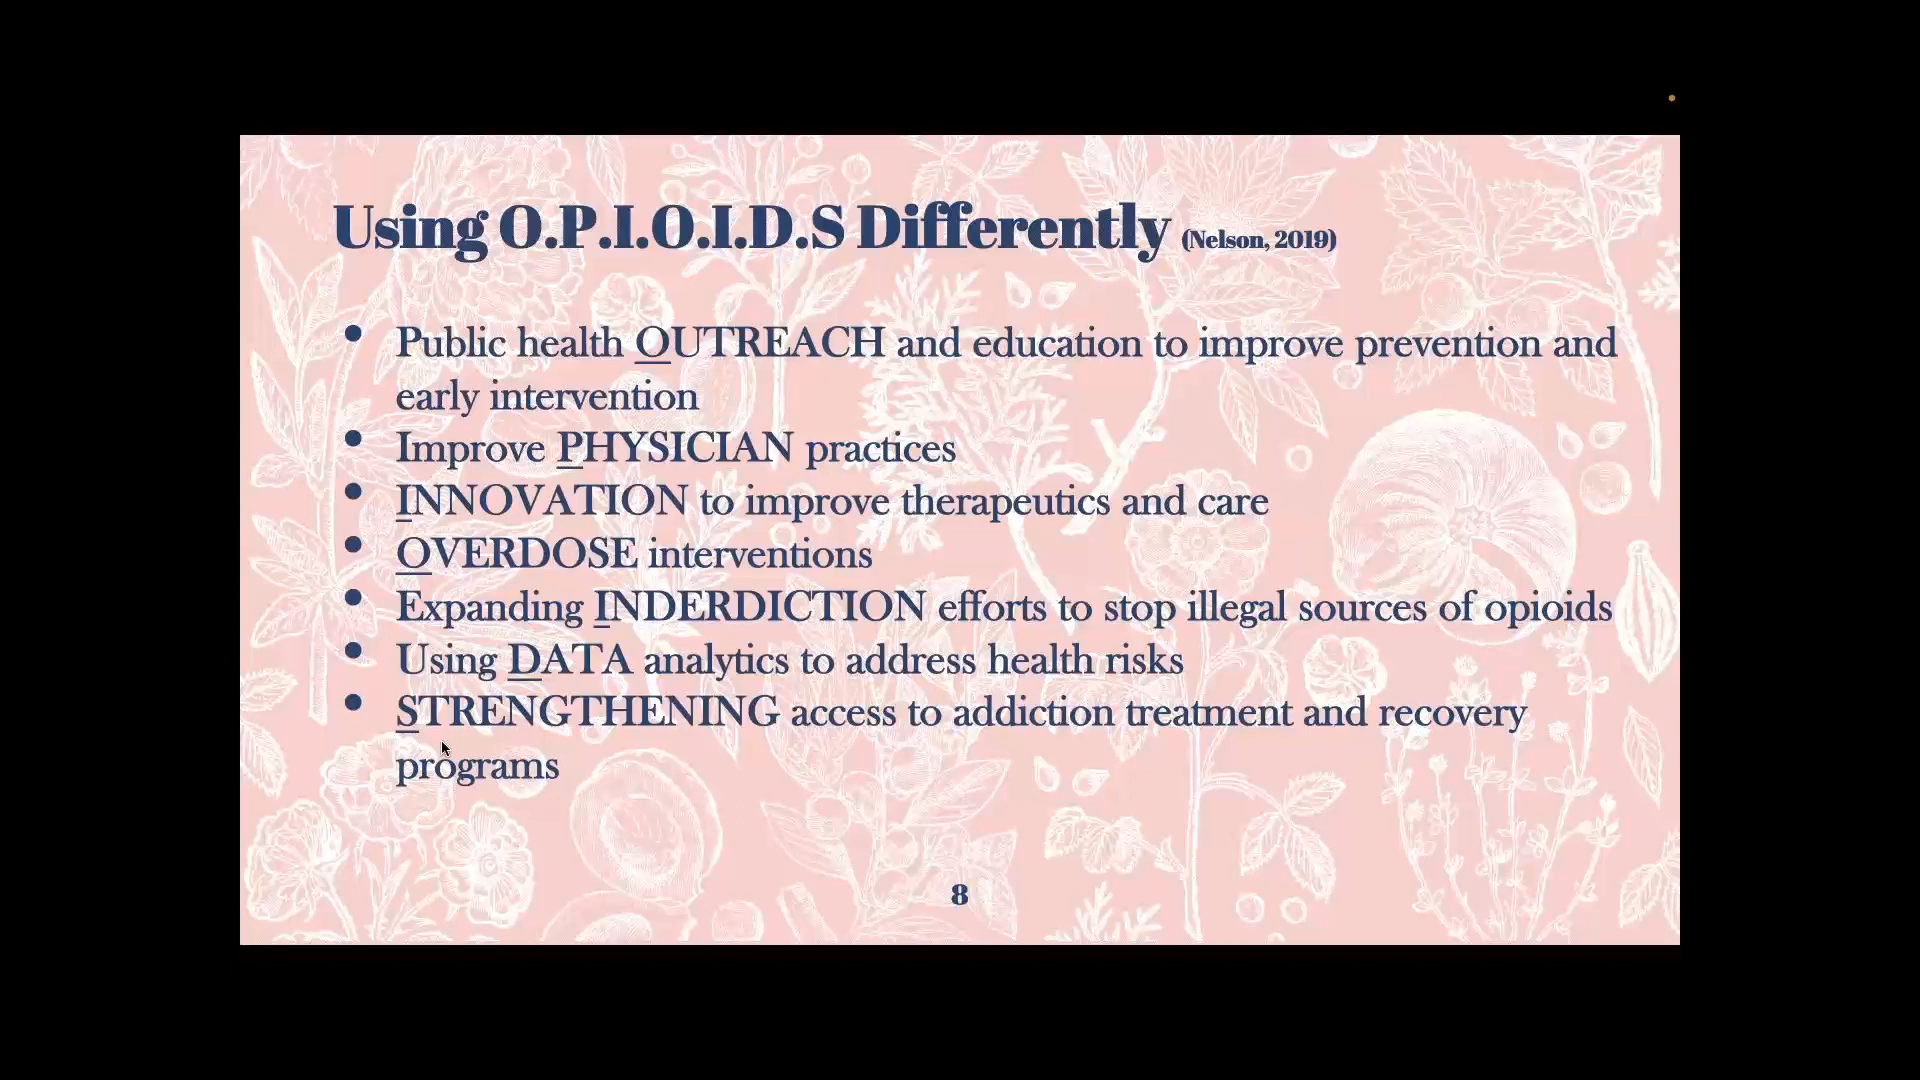 Using O.P.I.O.I.D.S Differently (Nelson, 2019)
• Public health OUTREACH and education to improve prevention and
early intervention
• Improve PHYSICIAN practices
• INNOVATION to improve therapeutics and care
• OVERDOSE interventions
• Expanding INDERDICTION efforts to stop illegal sources of opioids
• Using DATA analytics to address health risks
• STRENGTHENING access to addiction treatment and recovery
programs
8